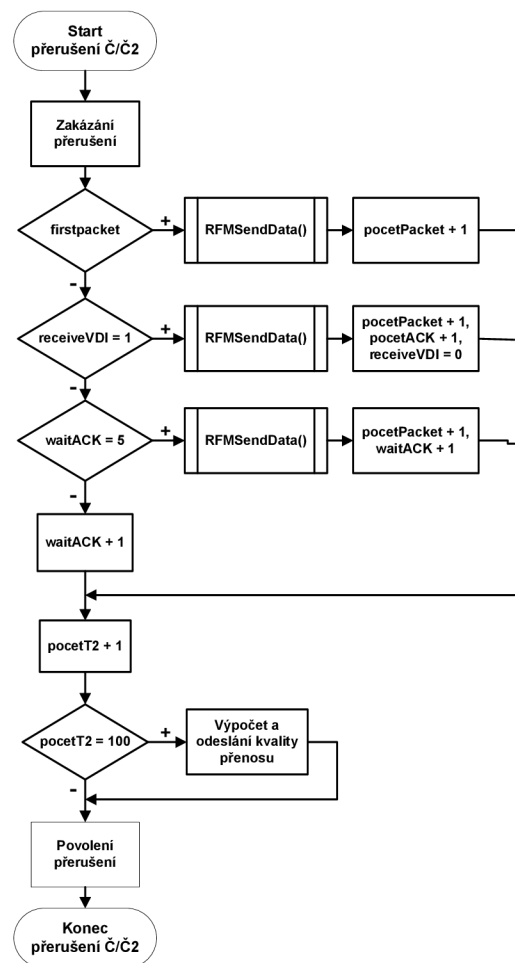 Start
přerušení Č/Č2
Zakázání
přerušení
firstpacket
+
RFMSendData()
pocetPacket + 1
-
receiveVDI = 1
+
RFMSendData()
pocetPacket + 1,
pocetACK + 1,
receiveVDI = 0
-
waitACK = 5
+
RFMSendData()
pocetPacket + 1,
waitACK + 1
-
waitACK + 1
pocetT2 + 1
pocetT2 = 100
+
Výpočet a
odeslání kvality
přenosu
-
Povolení
přerušení
Konec
přerušení Č/Č2